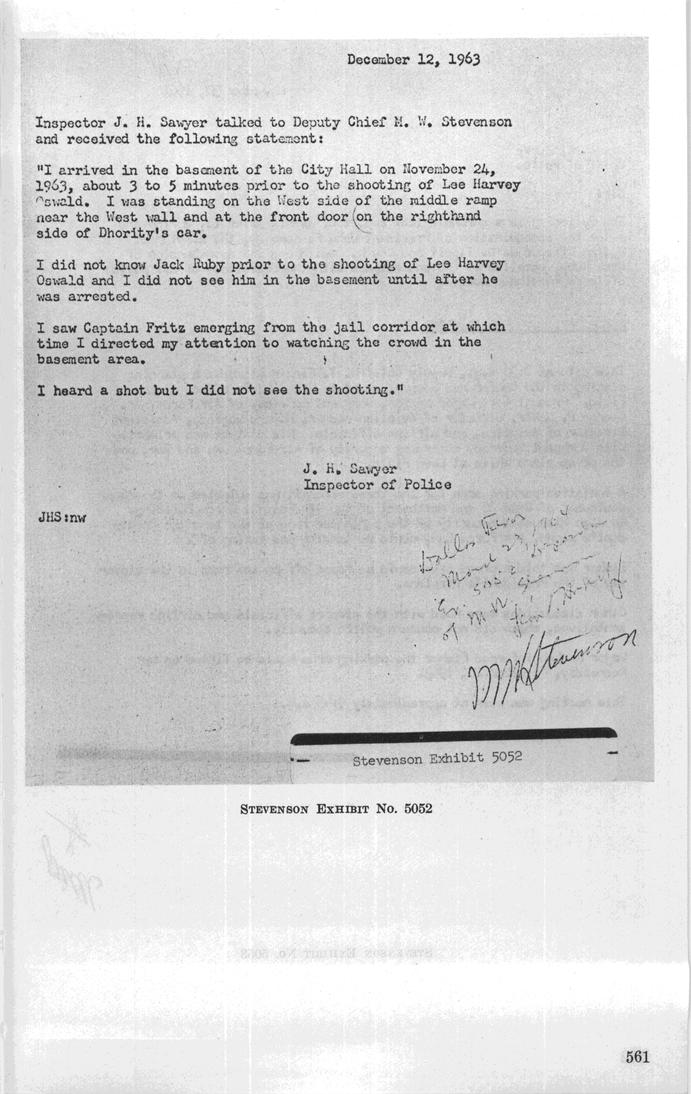 December 12, 1963
Inspector J. H. Sawyer talked to Deputy Chief M. W. Stevenson
and received the following statement:
"I arrived in the basement of the City Hall on November 24,
1963, about 3 to 5 minutes prior to the shooting of Lee Harvey
Oswald. I was standing on the West side of the middle ramp
near the West wall and at the front door (on the righthand
side of Dhority's car.
I did not know Jack Ruby prior to the shooting of Lee Harvey
Oswald and I did not see him in the basement until after he
was arrested.
I saw Captain Fritz emerging from the jail corridor at which
time I directed my attention to watching the crowd in the
basement area.
I heard a shot but I did not see the shooting."
J. H. Sawyer
Inspector of Police
JHS:nw
Dallas Texas
March 23, 1964
Ex. 5052
of M W Stevenson
M W Stevenson
Stevenson Exhibit 5052
STEVENSON EXHIBIT No. 5052
561